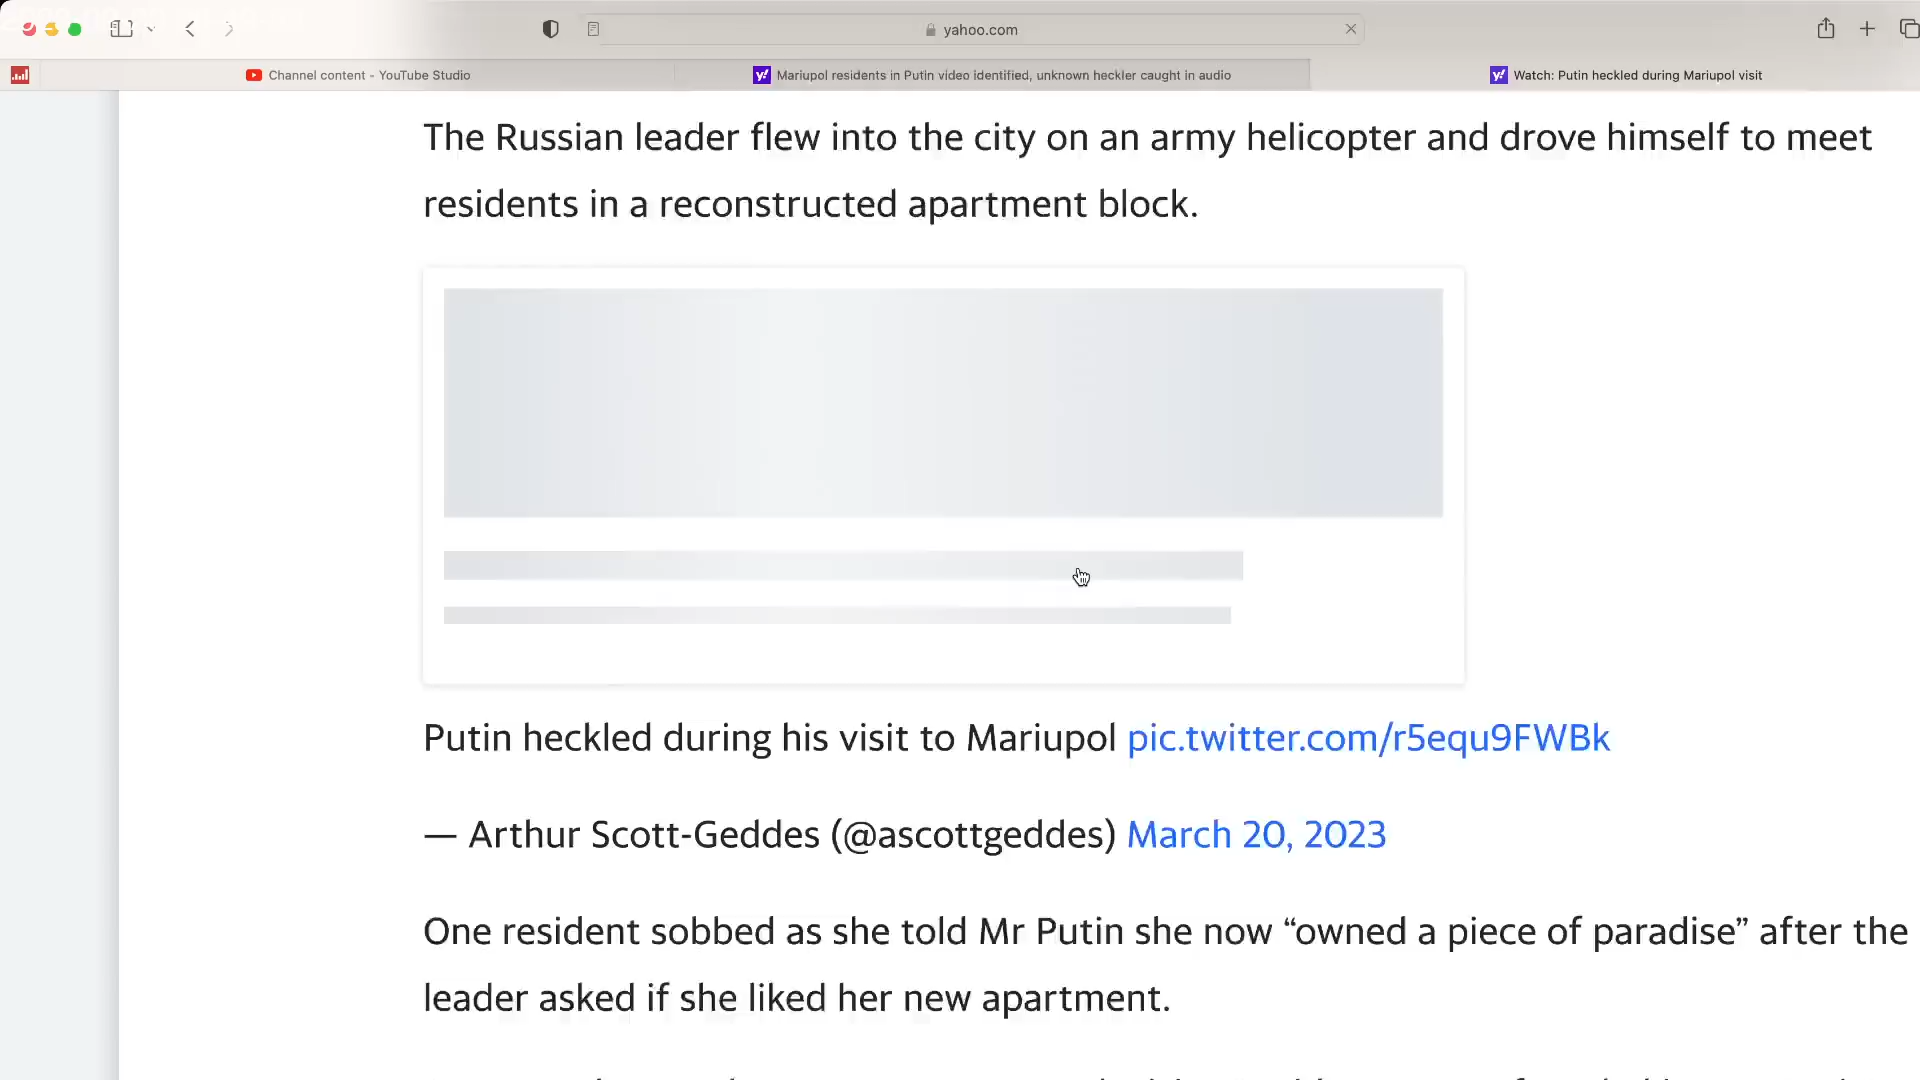 yahoo.com
Channel content - YouTube Studio
Mariupol residents in Putin video identified, unknown heckler caught in audio
Watch: Putin heckled during Mariupol visit
The Russian leader flew into the city on an army helicopter and drove himself to meet
residents in a reconstructed apartment block.
Putin heckled during his visit to Mariupol pic.twitter.com/r5equ9FWBk
— Arthur Scott-Geddes (@ascottgeddes) March 20, 2023
One resident sobbed as she told Mr Putin she now “owned a piece of paradise” after the
leader asked if she liked her new apartment.